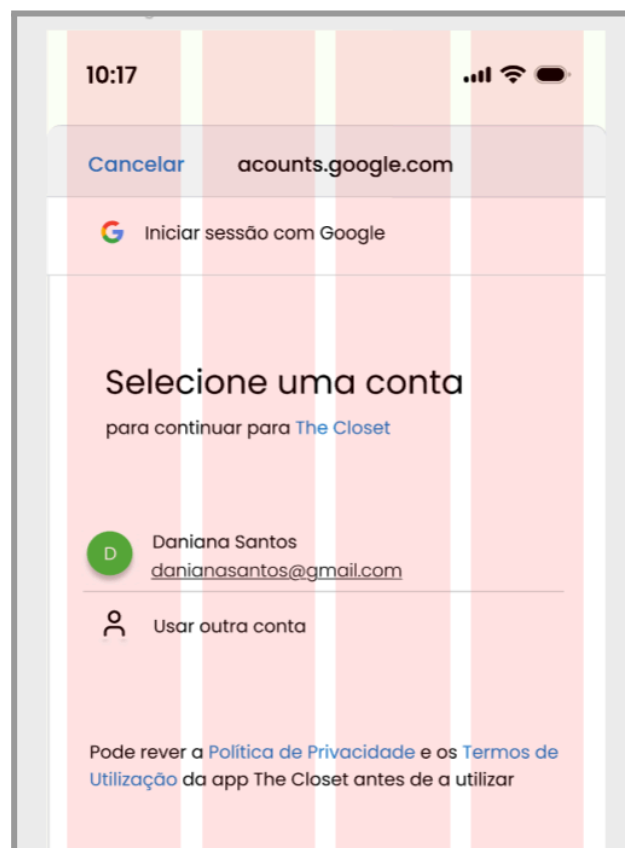 10:17
Cancelar acounts.google.com
Iniciar sessão com Google
Selecione uma conta
para continuar para The Closet
D
Daniana Santos
danianasantos@gmail.com
Usar outra conta
Pode rever a Política de Privacidade e os Termos de
Utilização da app The Closet antes de a utilizar